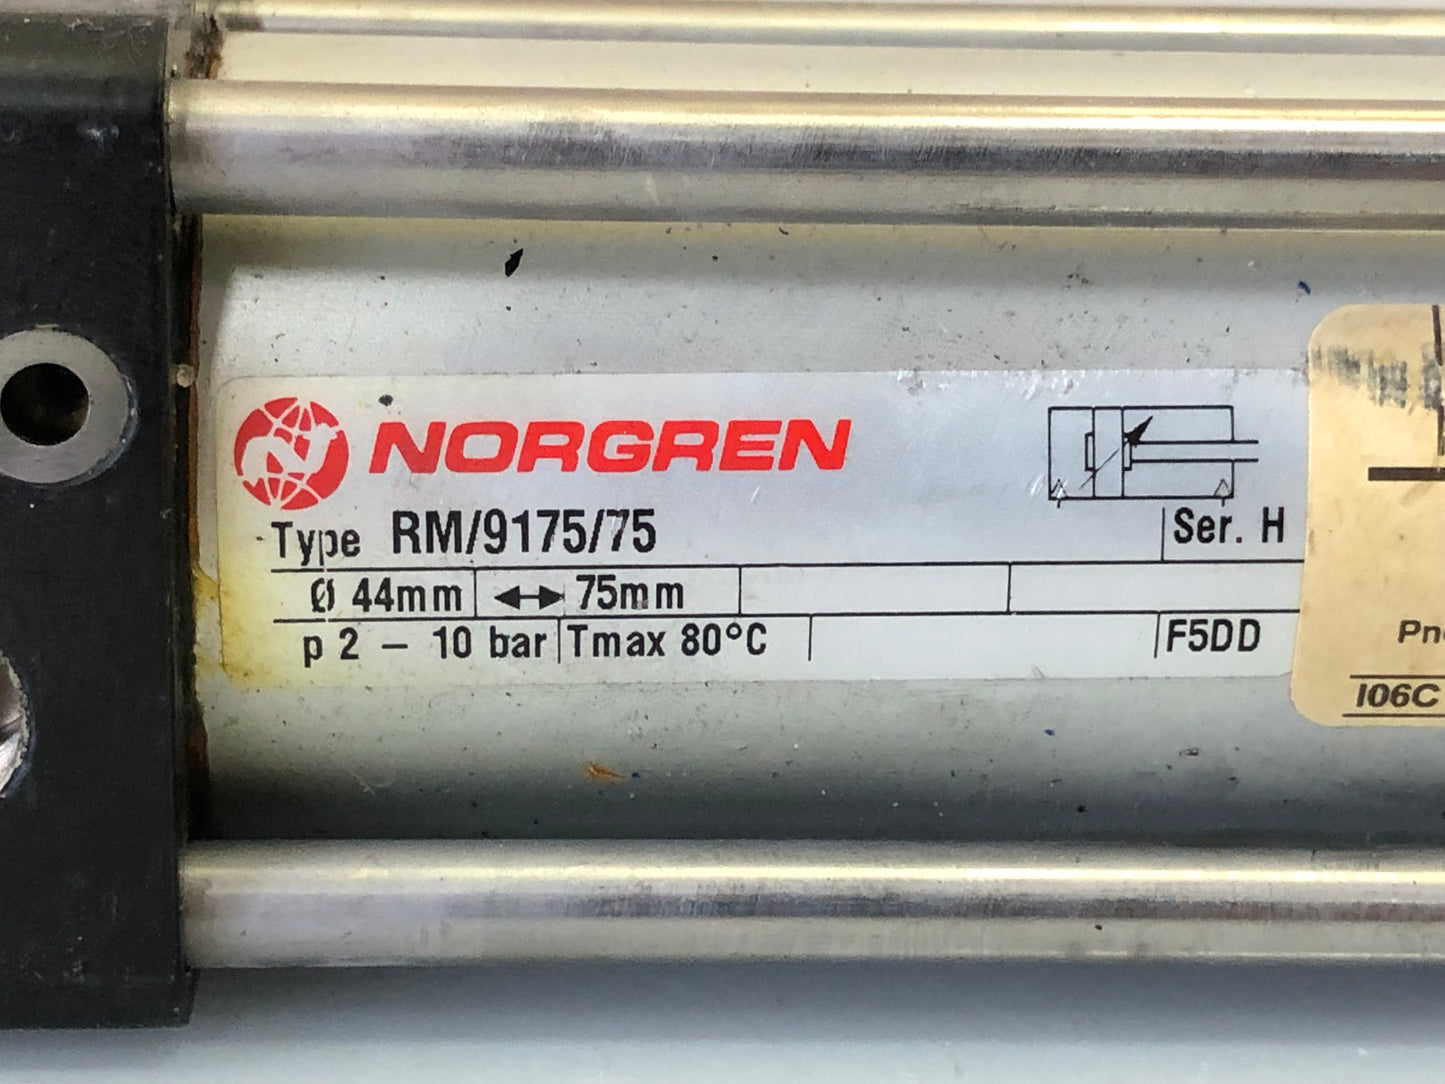 NORGREN
Type RM/9175/75
Ser. H
Ø 44mm ↔ 75mm
p 2 – 10 bar Tmax 80°C F5DD
I06C